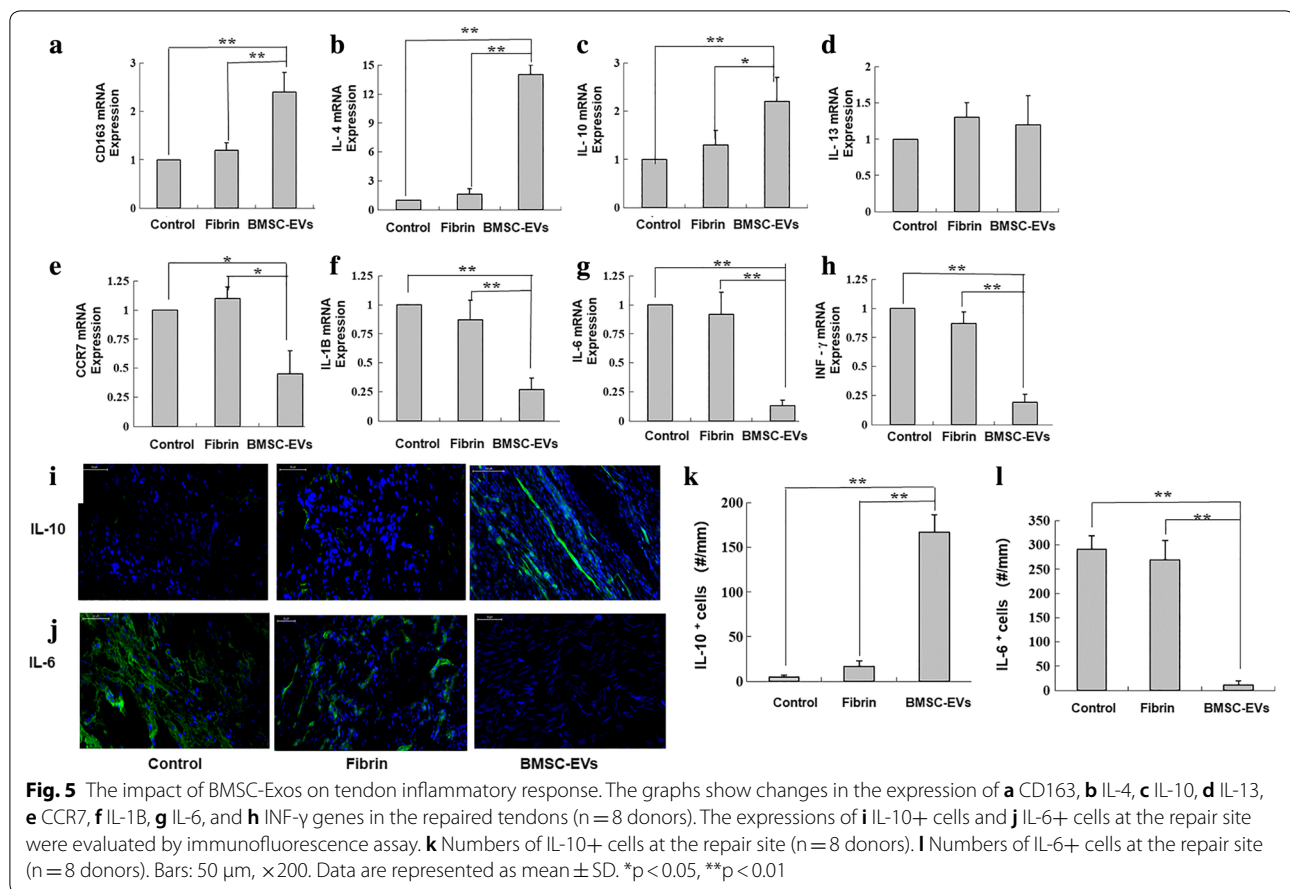 a
**
**
CD163 mRNA
Expression
3
2
1
0
Control Fibrin BMSC-EVs
b
**
**
IL- 4 mRNA
Expression
15
12
9
6
3
0
Control Fibrin BMSC-EVs
c
**
*
IL- 10 mRNA
Expression
3
2
1
0
Control Fibrin BMSC-EVs
d
IL- 13 mRNA
Expression
2
1.5
1
0.5
0
Control Fibrin BMSC-EVs
e
*
*
CCR7 mRNA
Expression
1.25
1
0.75
0.5
0.25
0
Control Fibrin BMSC-EVs
f
**
**
IL-1B mRNA
Expression
1.25
1
0.75
0.5
0.25
0
Control Fibrin BMSC-EVs
g
**
**
IL-6 mRNA
Expression
1.25
1
0.75
0.5
0.25
0
Control Fibrin BMSC-EVs
h
**
**
INF - γ mRNA
Expression
1.25
1
0.75
0.5
0.25
0
Control Fibrin BMSC-EVs
i
IL-10
j
IL-6
Control Fibrin BMSC-EVs
k
**
**
IL-10 + cells (#/mm)
200
150
100
50
0
Control Fibrin BMSC-EVs
l
**
**
IL-6 + cells (#/mm)
350
300
250
200
150
100
50
0
Control Fibrin BMSC-EVs
Fig. 5 The impact of BMSC-Exos on tendon inflammatory response. The graphs show changes in the expression of a CD163, b IL-4, c IL-10, d IL-13,
e CCR7, f IL-1B, g IL-6, and h INF-γ genes in the repaired tendons (n = 8 donors). The expressions of i IL-10+ cells and j IL-6+ cells at the repair site
were evaluated by immunofluorescence assay. k Numbers of IL-10+ cells at the repair site (n = 8 donors). l Numbers of IL-6+ cells at the repair site
(n = 8 donors). Bars: 50 μm, ×200. Data are represented as mean ± SD. *p < 0.05, **p < 0.01